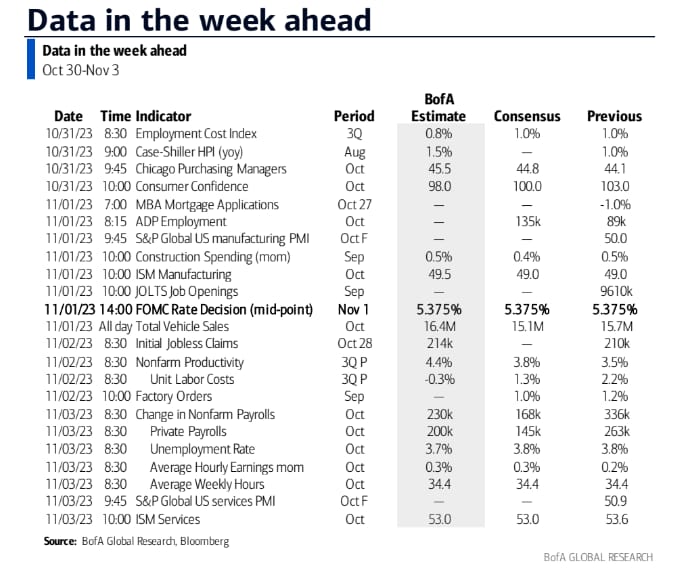 Data in the week ahead
Data in the week ahead
Oct 30-Nov 3
BofA
Date Time Indicator Period Estimate Consensus Previous
10/31/23 8:30 Employment Cost Index 3Q 0.8% 1.0% 1.0%
10/31/23 9:00 Case-Shiller HPI (yoy) Aug 1.5% — 1.0%
10/31/23 9:45 Chicago Purchasing Managers Oct 45.5 44.8 44.1
10/31/23 10:00 Consumer Confidence Oct 98.0 100.0 103.0
11/01/23 7:00 MBA Mortgage Applications Oct 27 — — -1.0%
11/01/23 8:15 ADP Employment Oct — 135k 89k
11/01/23 9:45 S&P Global US manufacturing PMI Oct F — — 50.0
11/01/23 10:00 Construction Spending (mom) Sep 0.5% 0.4% 0.5%
11/01/23 10:00 ISM Manufacturing Oct 49.5 49.0 49.0
11/01/23 10:00 JOLTS Job Openings Sep — — 9610k
11/01/23 14:00 FOMC Rate Decision (mid-point) Nov 1 5.375% 5.375% 5.375%
11/01/23 All day Total Vehicle Sales Oct 16.4M 15.1M 15.7M
11/02/23 8:30 Initial Jobless Claims Oct 28 214k — 210k
11/02/23 8:30 Nonfarm Productivity 3Q P 4.4% 3.8% 3.5%
11/02/23 8:30 Unit Labor Costs 3Q P -0.3% 1.3% 2.2%
11/02/23 10:00 Factory Orders Sep — 1.0% 1.2%
11/03/23 8:30 Change in Nonfarm Payrolls Oct 230k 168k 336k
11/03/23 8:30 Private Payrolls Oct 200k 145k 263k
11/03/23 8:30 Unemployment Rate Oct 3.7% 3.8% 3.8%
11/03/23 8:30 Average Hourly Earnings mom Oct 0.3% 0.3% 0.2%
11/03/23 8:30 Average Weekly Hours Oct 34.4 34.4 34.4
11/03/23 9:45 S&P Global US services PMI Oct F — — 50.9
11/03/23 10:00 ISM Services Oct 53.0 53.0 53.6
Source: BofA Global Research, Bloomberg
BofA GLOBAL RESEARCH